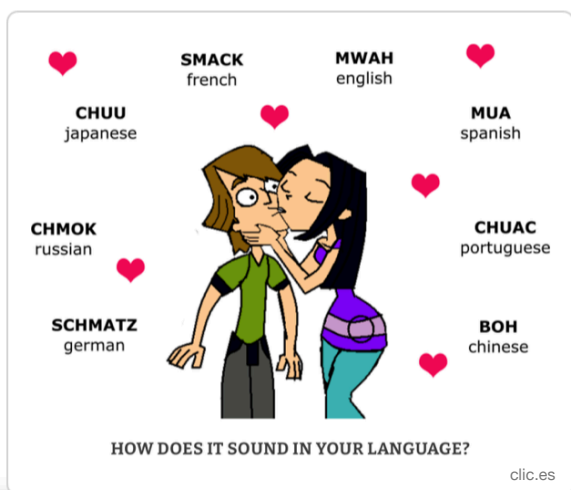 SMACK
french
MWAH
english
CHUU
japanese
MUA
spanish
CHMOK
russian
CHUAC
portuguese
SCHMATZ
german
BOH
chinese
HOW DOES IT SOUND IN YOUR LANGUAGE?
clic.es